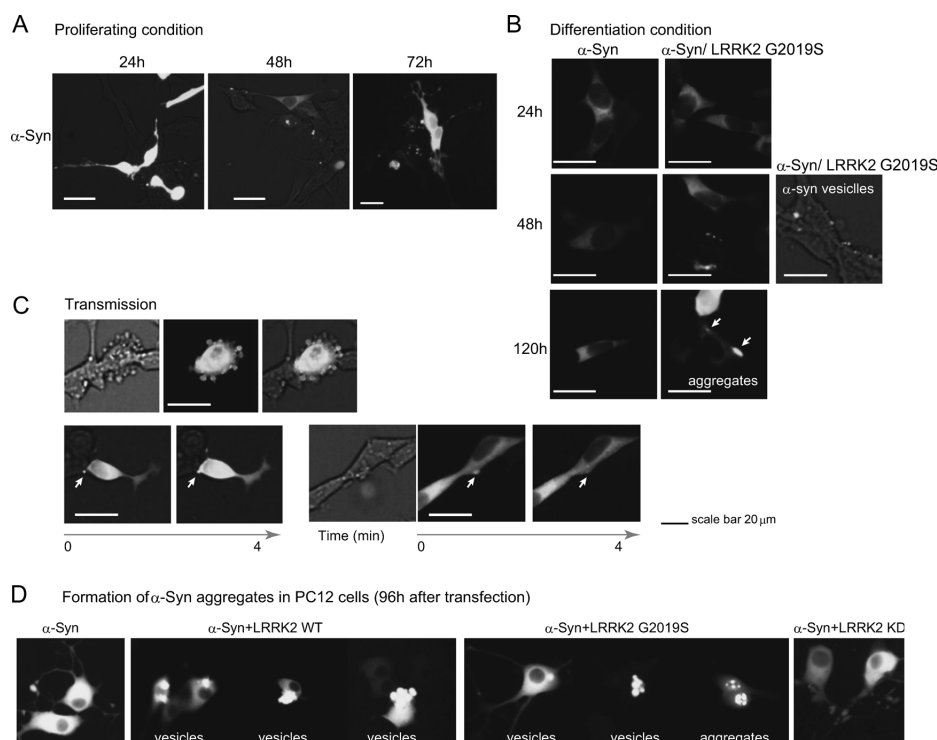 A Proliferating condition
24h 48h 72h
α-Syn
B Differentiation condition
α-Syn α-Syn/ LRRK2 G2019S
24h
α-Syn/ LRRK2 G2019S
α-syn vesiclles
48h
120h
aggregates
C Transmission
Time (min)
0 4 0 4
scale bar 20 μm
D Formation of α-Syn aggregates in PC12 cells (96h after transfection)
α-Syn α-Syn+LRRK2 WT α-Syn+LRRK2 G2019S α-Syn+LRRK2 KD
vesicles vesicles vesicles vesicles vesicles aggregates